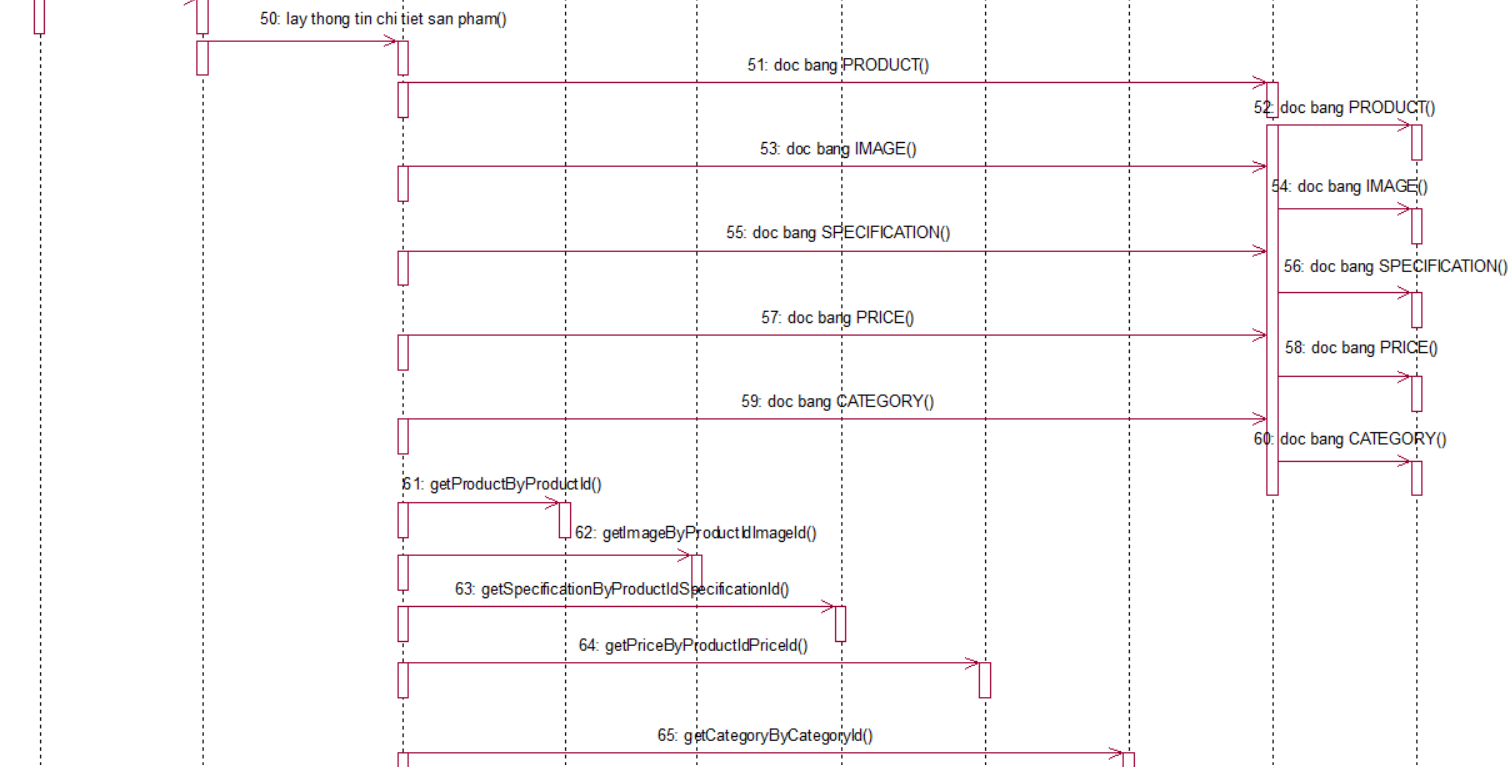 50: lay thong tin chi tiet san pham()
51: doc bang PRODUCT()
52: doc bang PRODUCT()
53: doc bang IMAGE()
54: doc bang IMAGE()
55: doc bang SPECIFICATION()
56: doc bang SPECIFICATION()
57: doc bang PRICE()
58: doc bang PRICE()
59: doc bang CATEGORY()
60: doc bang CATEGORY()
61: getProductByProductId()
62: getImageByProductIdImageId()
63: getSpecificationByProductIdSpecificationId()
64: getPriceByProductIdPriceId()
65: getCategoryByCategoryId()